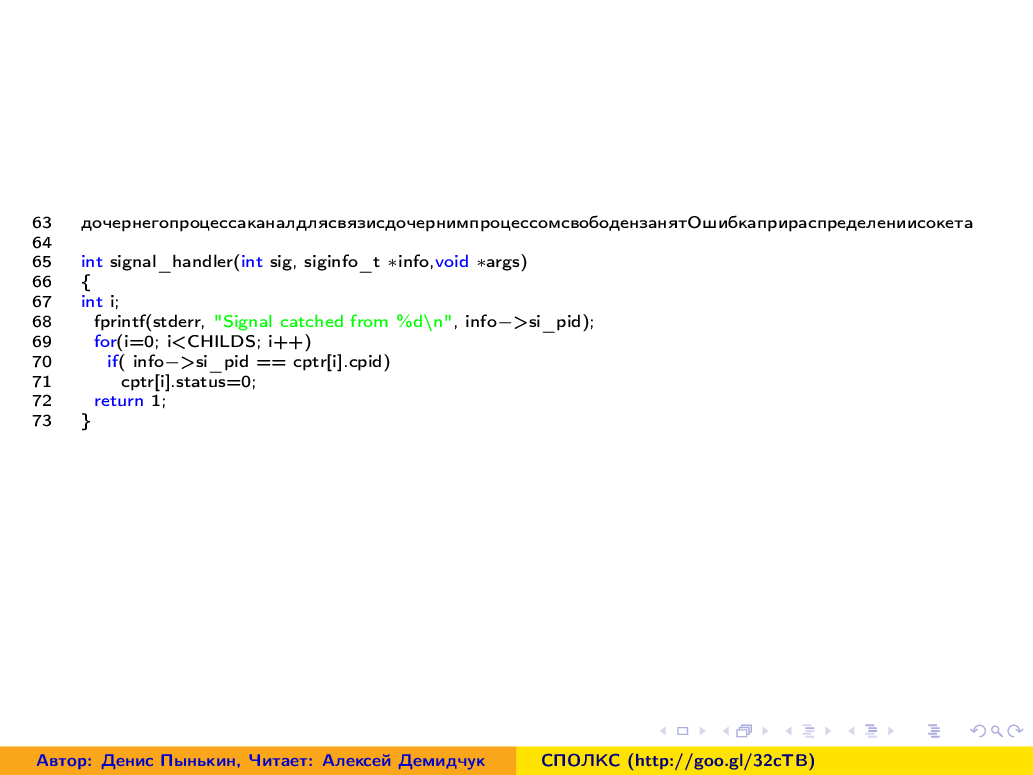 63 дочернегопроцессаканалдлясвязисдочернимпроцессомсвободензанятОшибкаприраспределениисокета
64
65 int signal_handler(int sig, siginfo_t *info,void *args)
66 {
67 int i;
68 fprintf(stderr, "Signal catched from %d\n", info−>si_pid);
69 for(i=0; i<CHILDS; i++)
70 if( info−>si_pid == cptr[i].cpid)
71 cptr[i].status=0;
72 return 1;
73 }
Автор: Денис Пынькин, Читает: Алексей Демидчук СПОЛКС (http://goo.gl/32cTB)